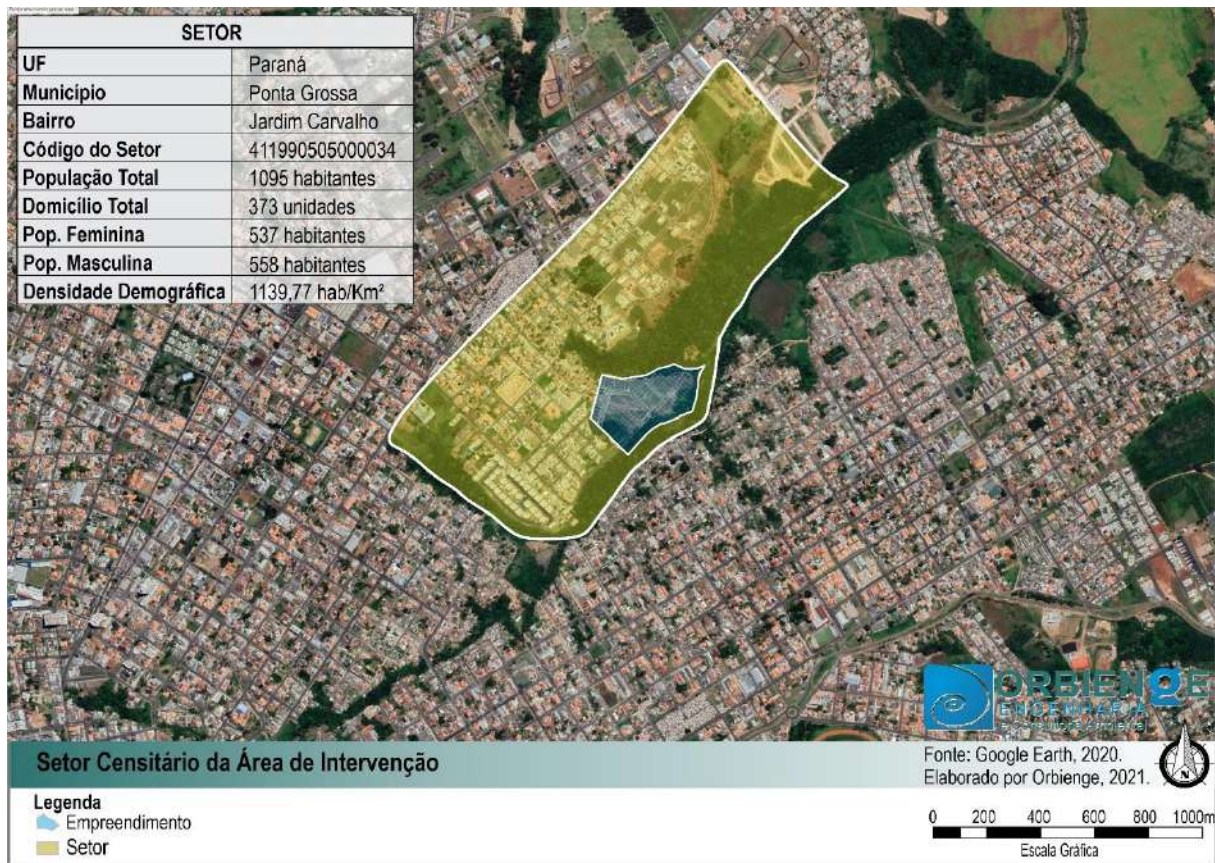 SETOR
UF Paraná
Município Ponta Grossa
Bairro Jardim Carvalho
Código do Setor 411990505000034
População Total 1095 habitantes
Domicílio Total 373 unidades
Pop. Feminina 537 habitantes
Pop. Masculina 558 habitantes
Densidade Demográfica 1139,77 hab/Km²
ORBIENGE
ENGENHARIA
Setor Censitário da Área de Intervenção
Fonte: Google Earth, 2020.
Elaborado por Orbienge, 2021.
N
Legenda
Empreendimento
Setor
0 200 400 600 800 1000m
Escala Gráfica